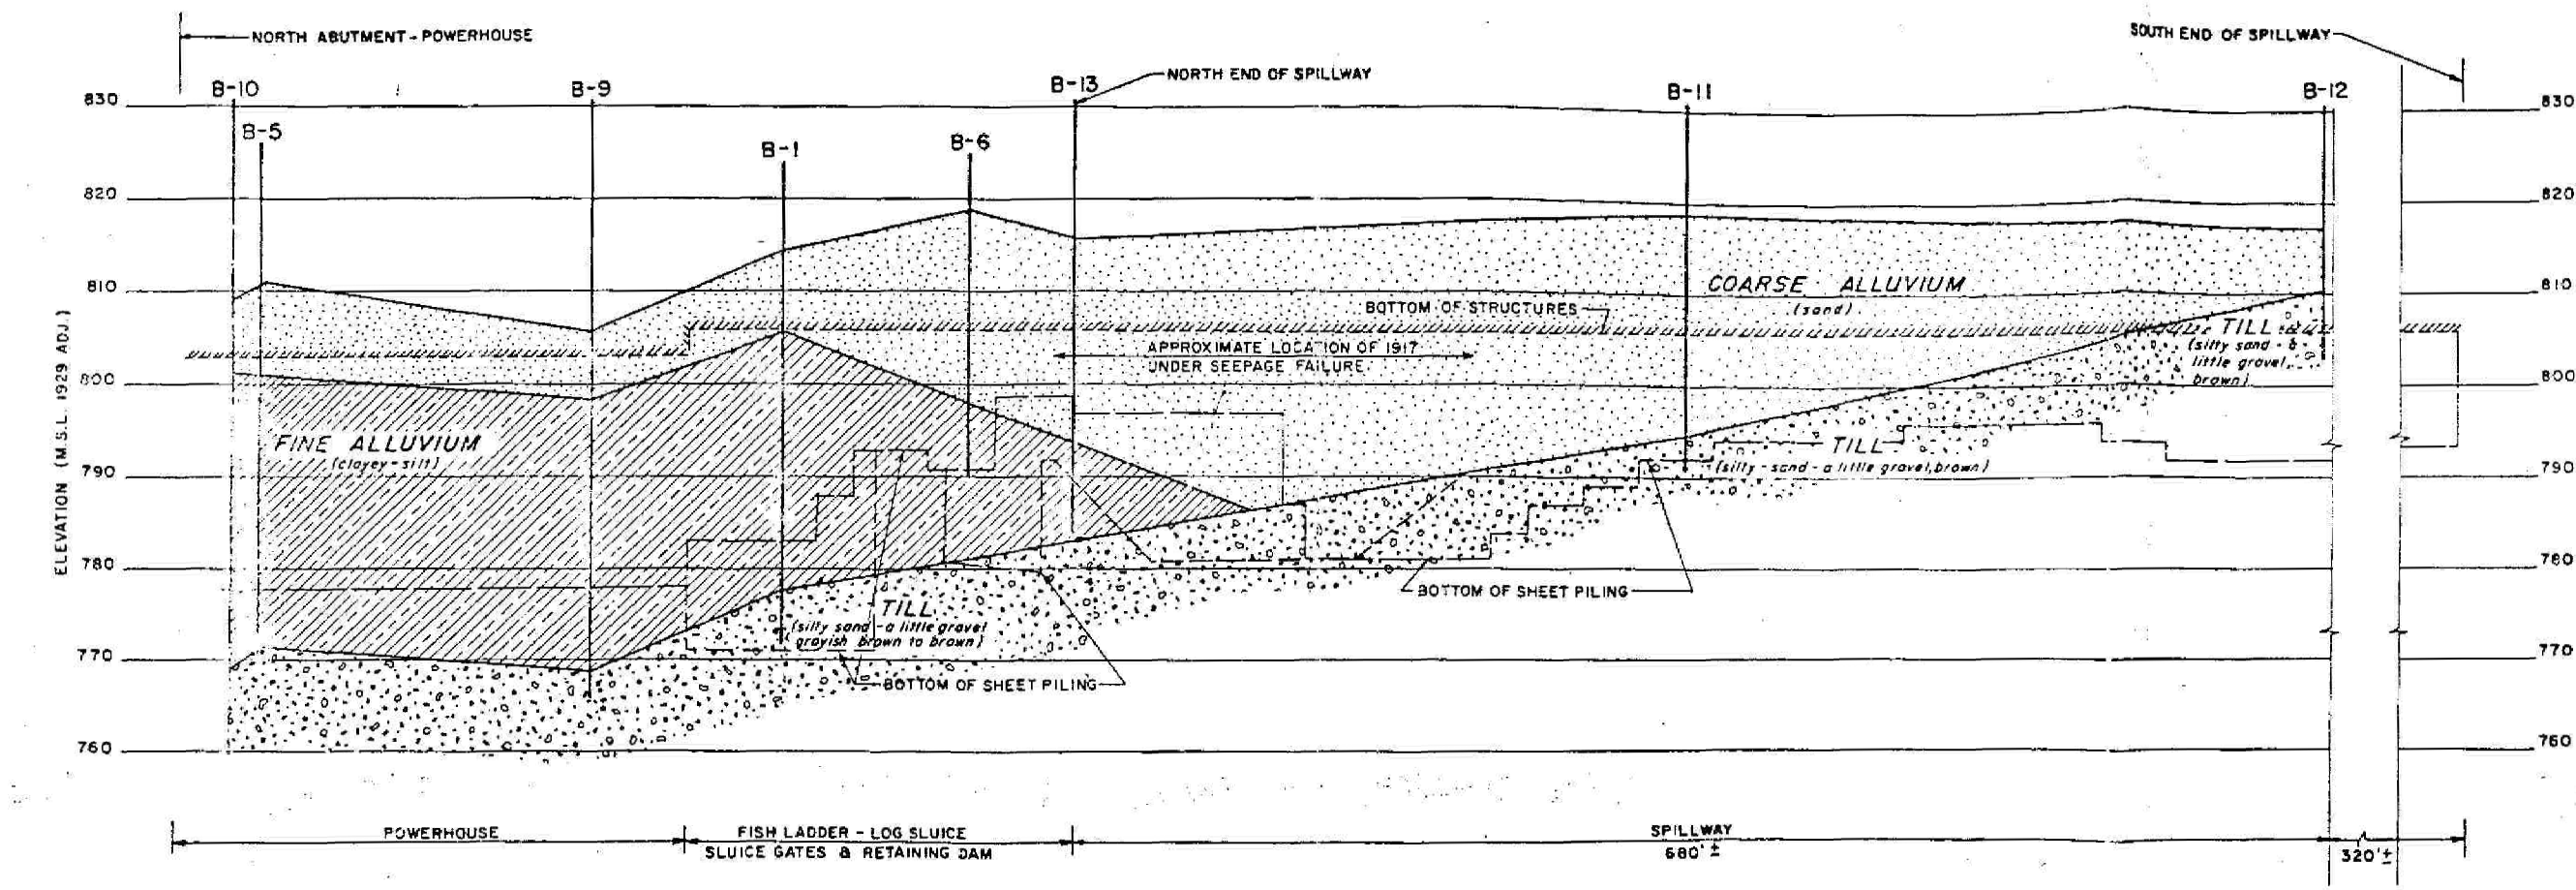 NORTH ABUTMENT - POWERHOUSE
SOUTH END OF SPILLWAY
NORTH END OF SPILLWAY
B-10
B-9
B-13
B-11
B-12
B-5
B-1
B-6
830
830
820
820
810
810
800
800
790
790
780
780
770
770
760
760
ELEVATION (M.S.L. 1929 ADJ.)
COARSE ALLUVIUM
(sand)
BOTTOM OF STRUCTURES
APPROXIMATE LOCATION OF 1917
UNDER SEEPAGE FAILURE
TILL
(silty sand - a
little gravel,
brown)
FINE ALLUVIUM
(clayey-silt)
TILL
(silty-sand-a little gravel, brown)
BOTTOM OF SHEET PILING
TILL
(silty sand-a little gravel
grayish brown to brown)
BOTTOM OF SHEET PILING
POWERHOUSE
FISH LADDER - LOG SLUICE
SLUICE GATES & RETAINING DAM
SPILLWAY
680'±
320'±